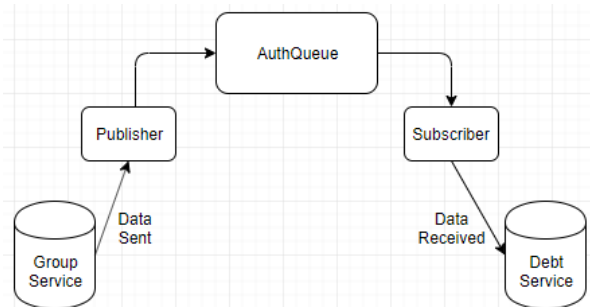 AuthQueue
Publisher
Subscriber
Data
Sent
Data
Received
Group
Service
Debt
Service